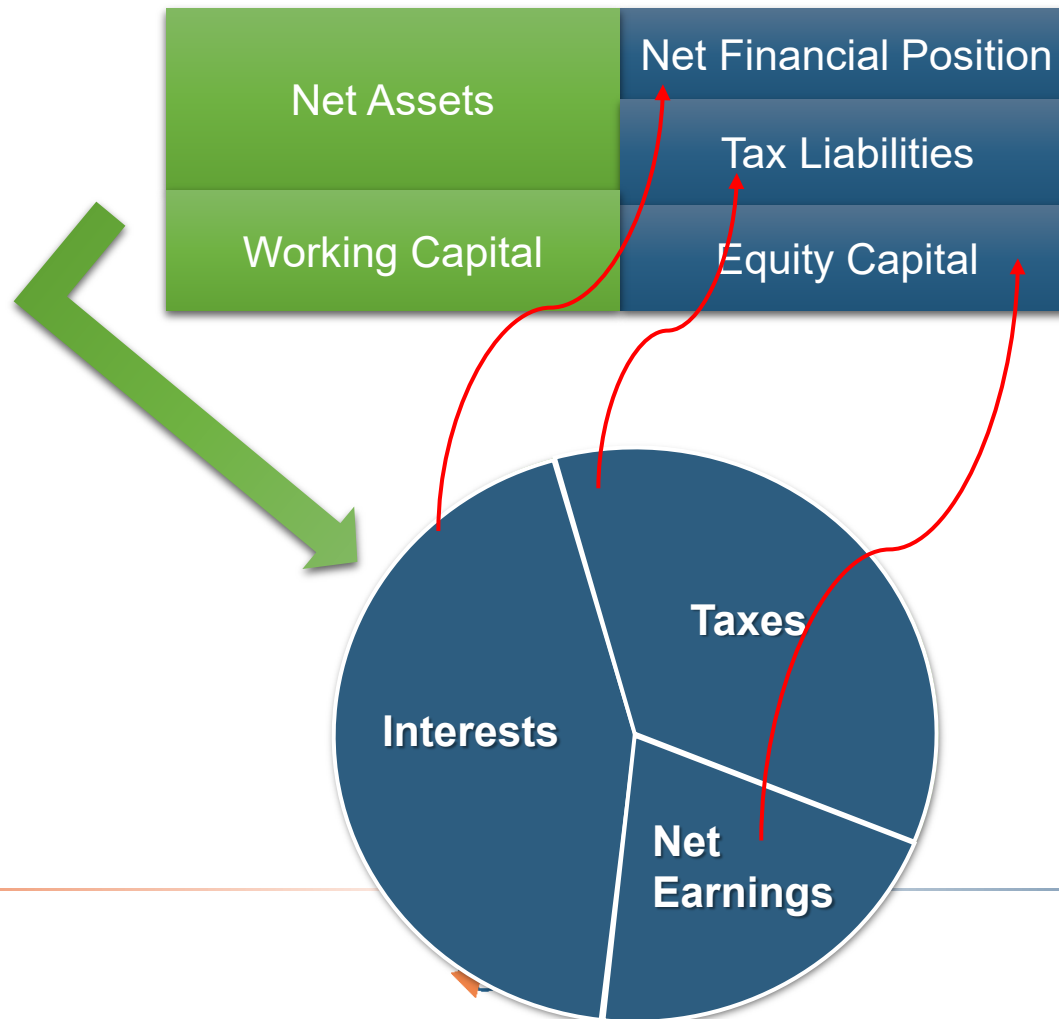 Net Assets
Net Financial Position
Tax Liabilities
Working Capital
Equity Capital
Taxes
Interests
Net
Earnings